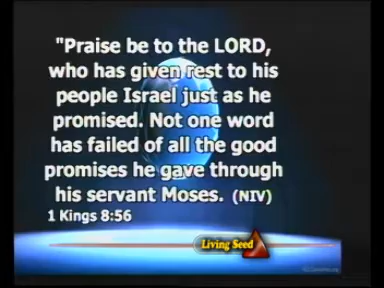 "Praise be to the LORD,
who has given rest to his
people Israel just as he
promised. Not one word
has failed of all the good
promises he gave through
his servant Moses. (NIV)
1 Kings 8:56
Living Seed